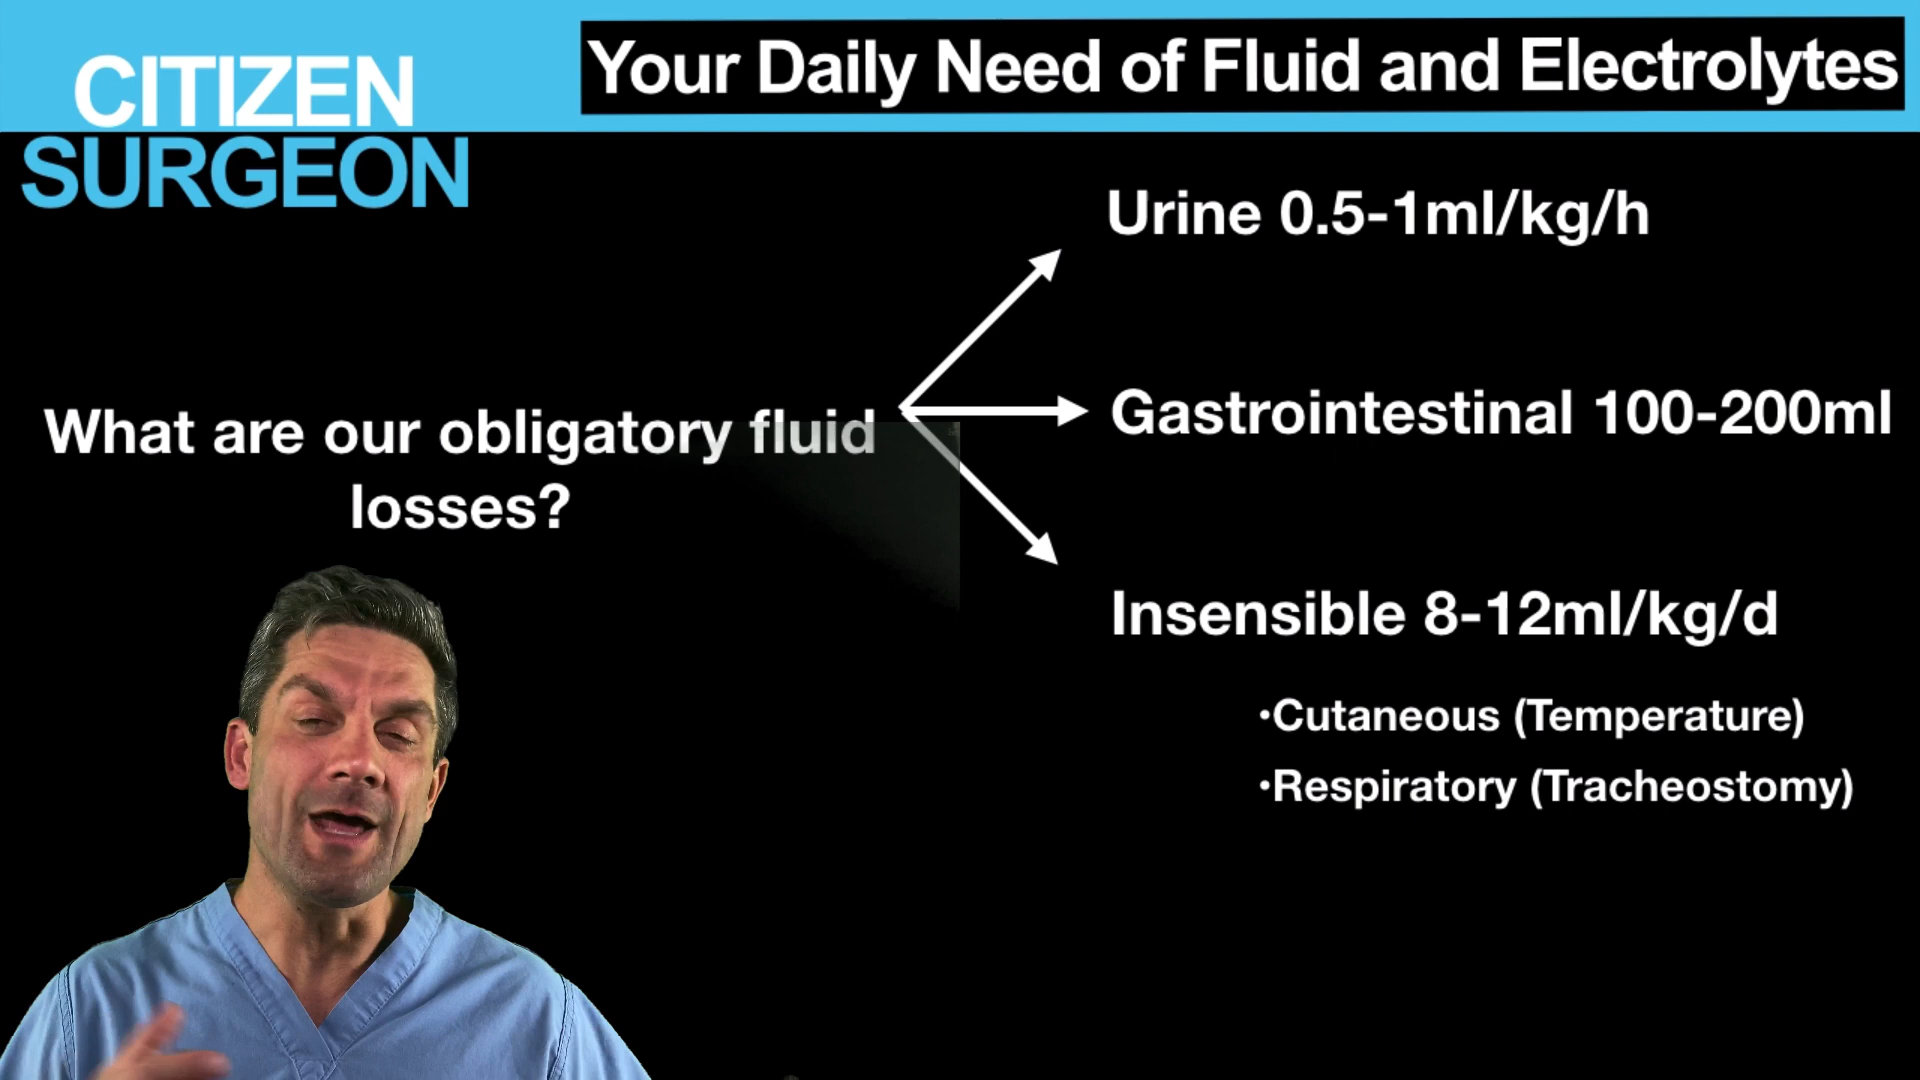 CITIZEN
SURGEON
Your Daily Need of Fluid and Electrolytes
Urine 0.5-1ml/kg/h
What are our obligatory fluid
losses?
Gastrointestinal 100-200ml
Insensible 8-12ml/kg/d
•Cutaneous (Temperature)
•Respiratory (Tracheostomy)